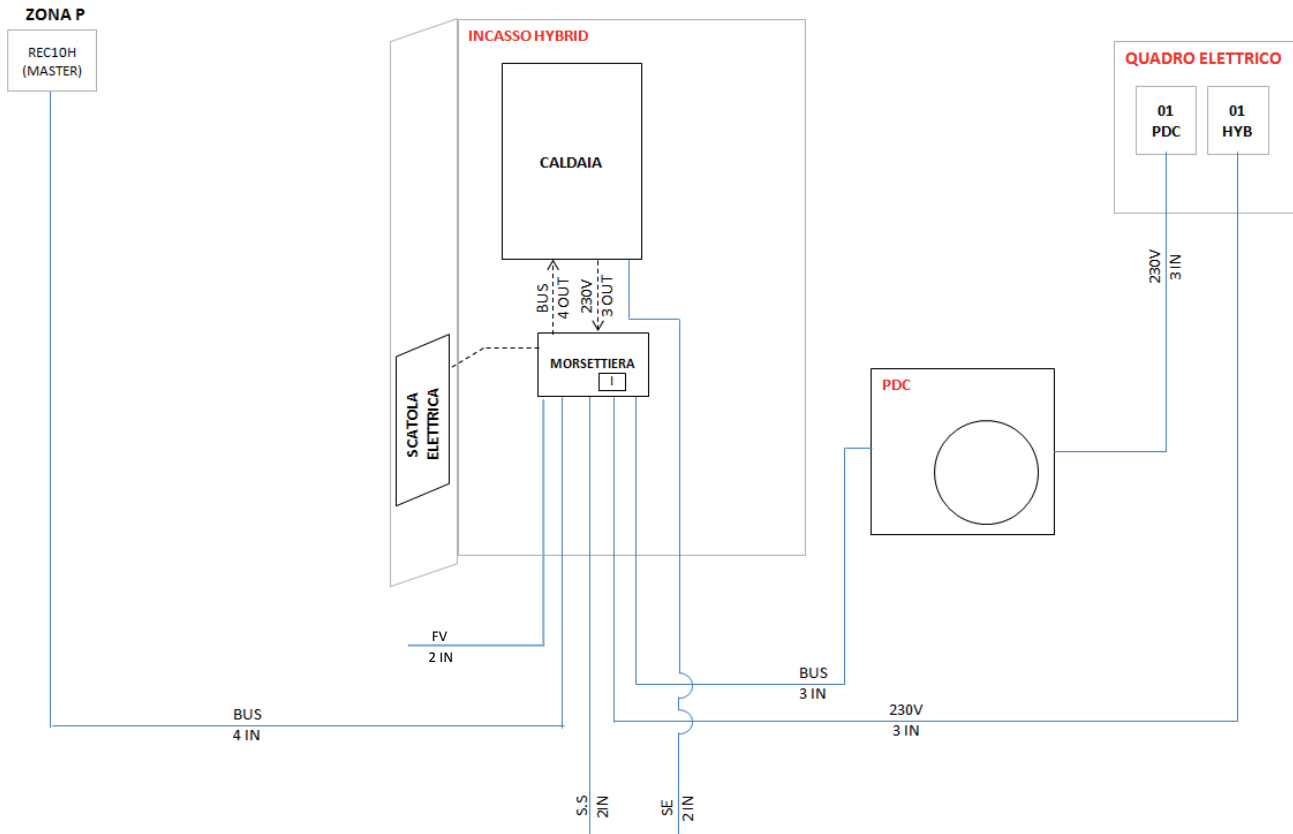 ZONA P
REC10H
(MASTER)
INCASSO HYBRID
CALDAIA
BUS
4 OUT
230V
3 OUT
MORSETTIERA
I
SCATOLA
ELETTRICA
QUADRO ELETTRICO
01
PDC
01
HYB
230V
3 IN
PDC
FV
2 IN
BUS
3 IN
BUS
4 IN
230V
3 IN
S.S
2IN
SE
2 IN